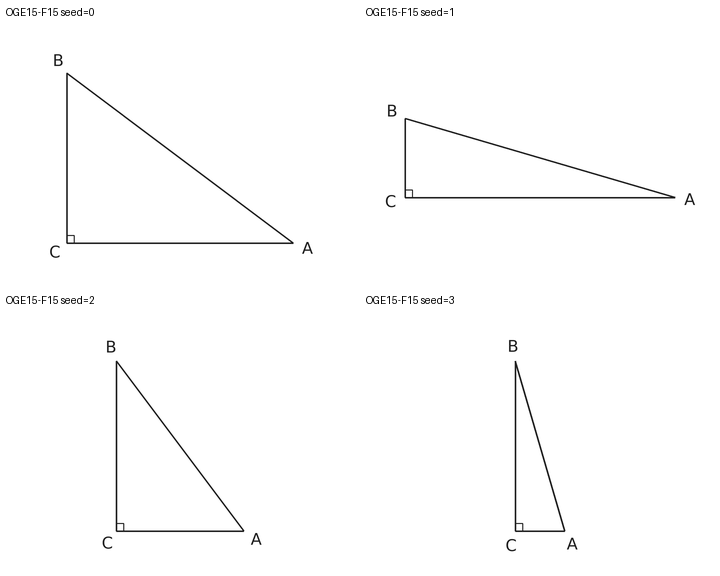 OGE15-F15 seed=0
B
C
A
OGE15-F15 seed=1
B
C
A
OGE15-F15 seed=2
B
C
A
OGE15-F15 seed=3
B
C
A